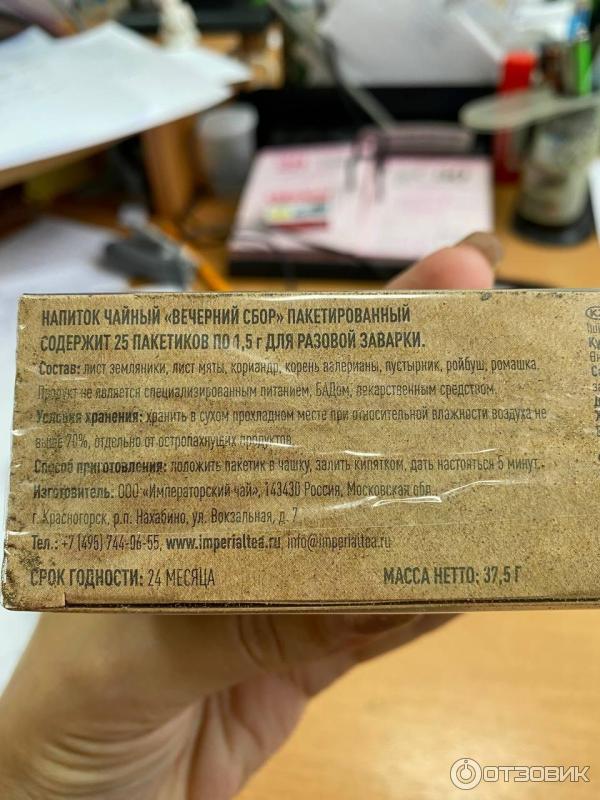 НАПИТОК ЧАЙНЫЙ «ВЕЧЕРНИЙ СБОР» ПАКЕТИРОВАННЫЙ
СОДЕРЖИТ 25 ПАКЕТИКОВ ПО 1,5 г ДЛЯ РАЗОВОЙ ЗАВАРКИ.
Состав: лист земляники, лист мяты, кориандр, корень валерианы, пустырник, ройбуш, ромашка.
Продукт не является специализированным питанием, БАДом, лекарственным средством.
Условия хранения: хранить в сухом прохладном месте при относительной влажности воздуха не
выше 70%, отдельно от остропахнущих продуктов.
Способ приготовления: положить пакетик в чашку, залить кипятком, дать настояться 5 минут.
Изготовитель: ООО «Императорский чай», 143430 Россия, Московская обл.
г. Красногорск, р.п. Нахабино, ул. Вокзальная, д. 7
Тел.: +7 (495) 744-06-55, www.imperialtea.ru, info@imperialtea.ru
СРОК ГОДНОСТИ: 24 МЕСЯЦА
МАССА НЕТТО: 37,5 Г
ОТЗОВИК